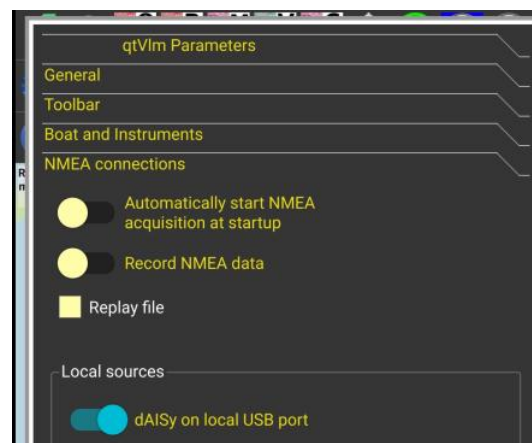 qtVlm Parameters
General
Toolbar
Boat and Instruments
NMEA connections
Automatically start NMEA
acquisition at startup
Record NMEA data
Replay file
Local sources
dAISy on local USB port